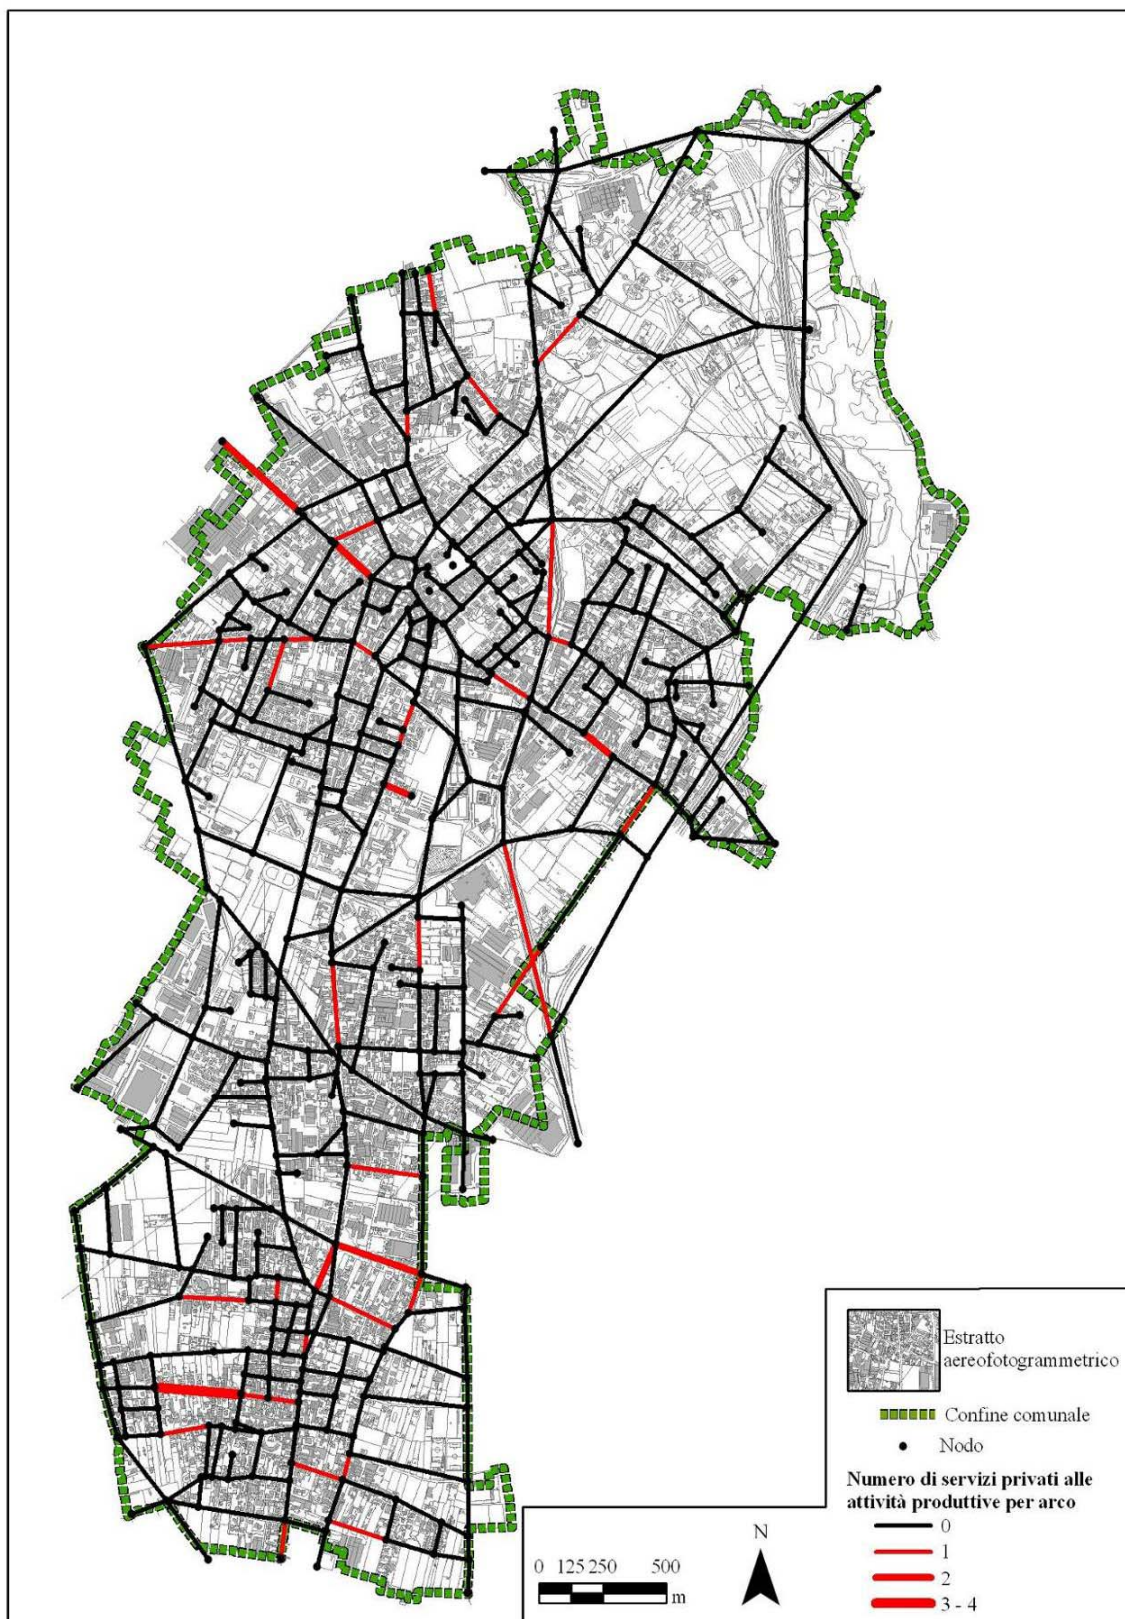 Estratto
aereofotogrammetrico
Confine comunale
Nodo
Numero di servizi privati alle
attività produttive per arco
0
1
2
3 - 4
N
0 125 250 500
m